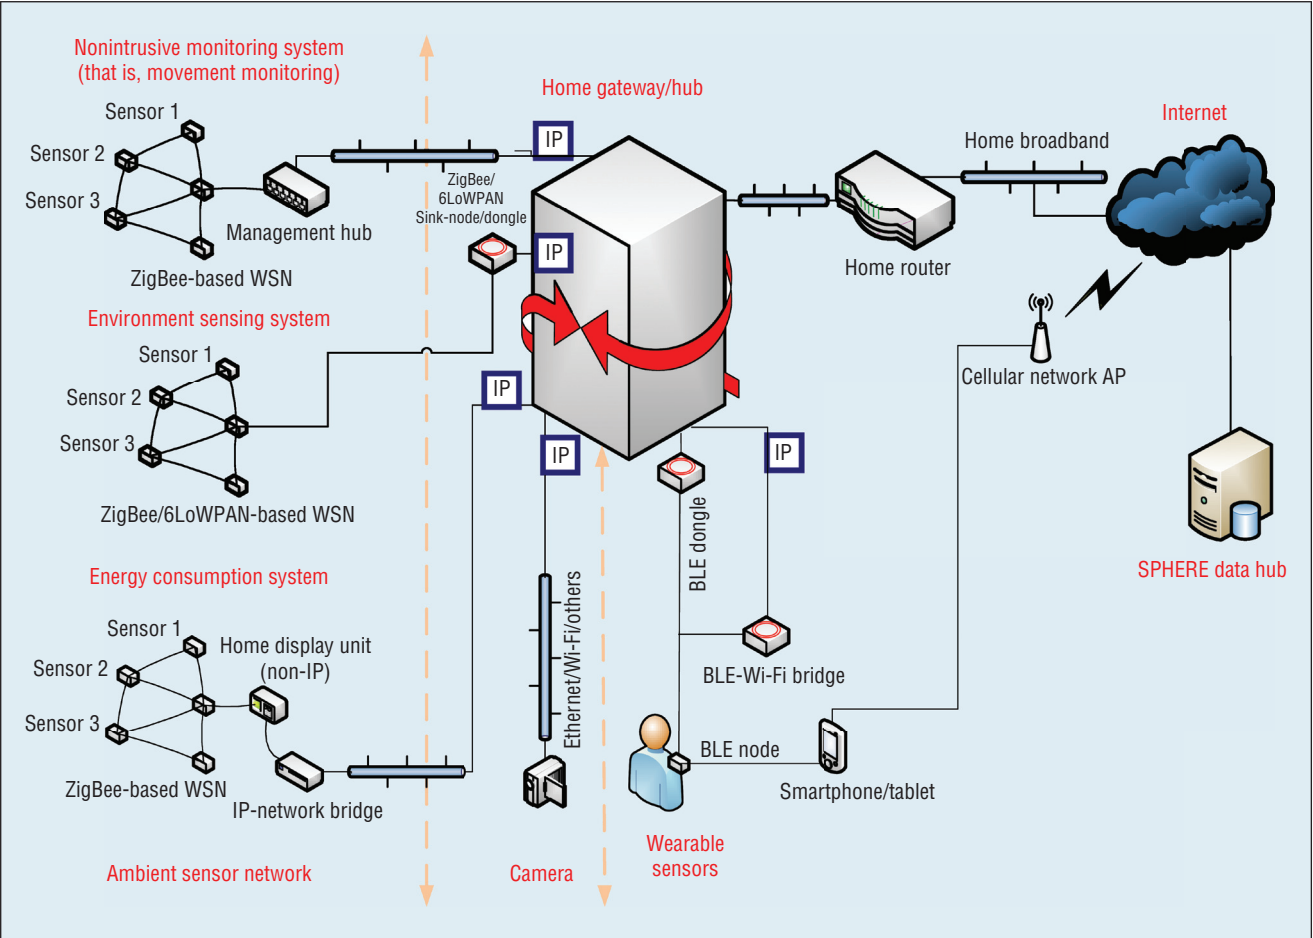 Nonintrusive monitoring system
(that is, movement monitoring)
Sensor 1
Sensor 2
Sensor 3
Management hub
ZigBee-based WSN
Environment sensing system
Sensor 1
Sensor 2
Sensor 3
ZigBee/6LoWPAN-based WSN
Energy consumption system
Sensor 1
Home display unit
(non-IP)
Sensor 2
Sensor 3
ZigBee-based WSN
IP-network bridge
Ambient sensor network
Home gateway/hub
IP
ZigBee/
6LoWPAN
Sink-node/dongle
IP
IP
IP
IP
Ethernet/Wi-Fi/others
Camera
BLE dongle
BLE-Wi-Fi bridge
BLE node
Smartphone/tablet
Wearable
sensors
Home router
Home broadband
Internet
Cellular network AP
SPHERE data hub